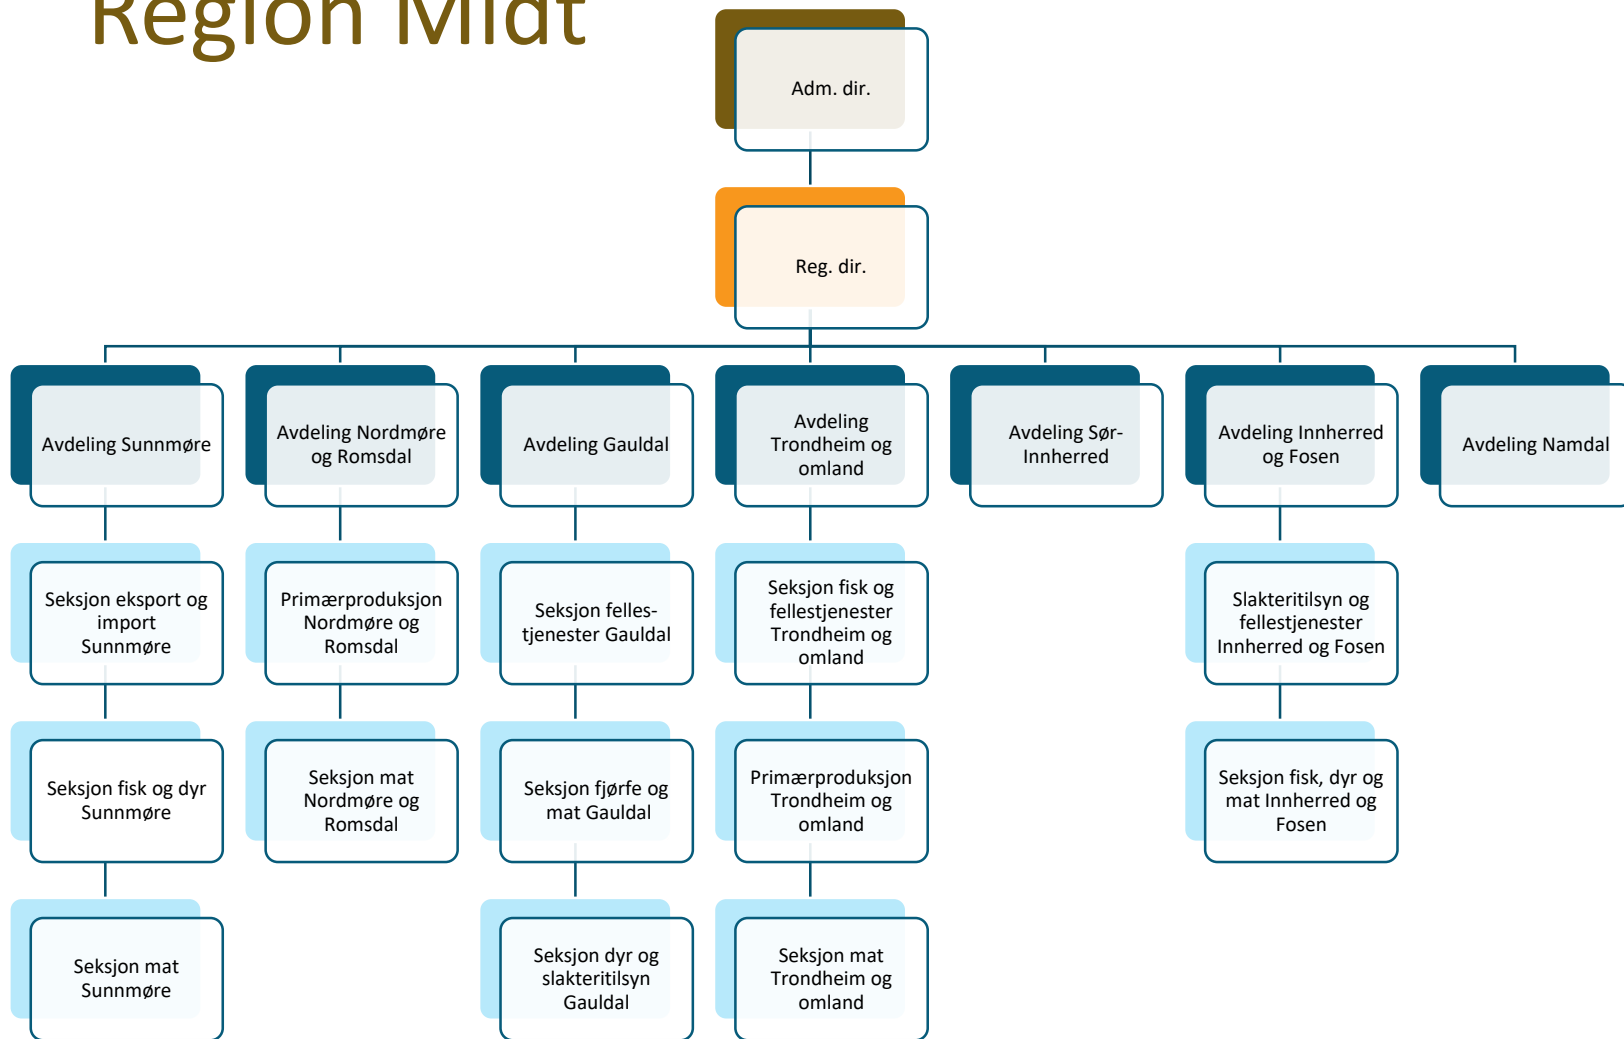 Region Midt
Adm. dir.
Reg. dir.
Avdeling Sunnmøre
Avdeling Nordmøre
og Romsdal
Avdeling Gauldal
Avdeling
Trondheim og
omland
Avdeling Sør-
Innherred
Avdeling Innherred
og Fosen
Avdeling Namdal
Seksjon eksport og
import
Sunnmøre
Primærproduksjon
Nordmøre og
Romsdal
Seksjon felles-
tjenester Gauldal
Seksjon fisk og
fellestjenester
Trondheim og
omland
Slakteritilsyn og
fellestjenester
Innherred og Fosen
Seksjon fisk og dyr
Sunnmøre
Seksjon mat
Nordmøre og
Romsdal
Seksjon fjørfe og
mat Gauldal
Primærproduksjon
Trondheim og
omland
Seksjon fisk, dyr og
mat Innherred og
Fosen
Seksjon mat
Sunnmøre
Seksjon dyr og
slakteritilsyn
Gauldal
Seksjon mat
Trondheim og
omland